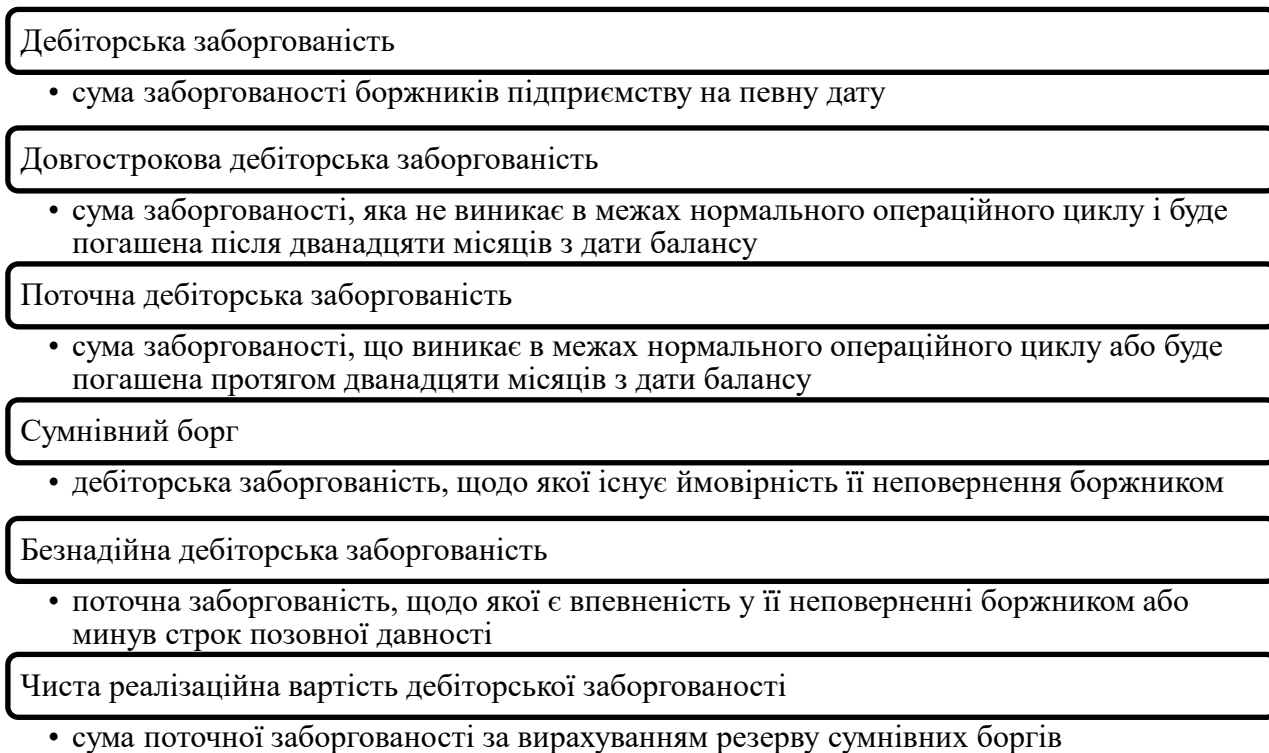 Дебіторська заборгованість
• сума заборгованості боржників підприємству на певну дату
Довгострокова дебіторська заборгованість
• сума заборгованості, яка не виникає в межах нормального операційного циклу і буде
погашена після дванадцяти місяців з дати балансу
Поточна дебіторська заборгованість
• сума заборгованості, що виникає в межах нормального операційного циклу або буде
погашена протягом дванадцяти місяців з дати балансу
Сумнівний борг
• дебіторська заборгованість, щодо якої існує ймовірність її неповернення боржником
Безнадійна дебіторська заборгованість
• поточна заборгованість, щодо якої є впевненість у її неповерненні боржником або
минув строк позовної давності
Чиста реалізаційна вартість дебіторської заборгованості
• сума поточної заборгованості за вирахуванням резерву сумнівних боргів